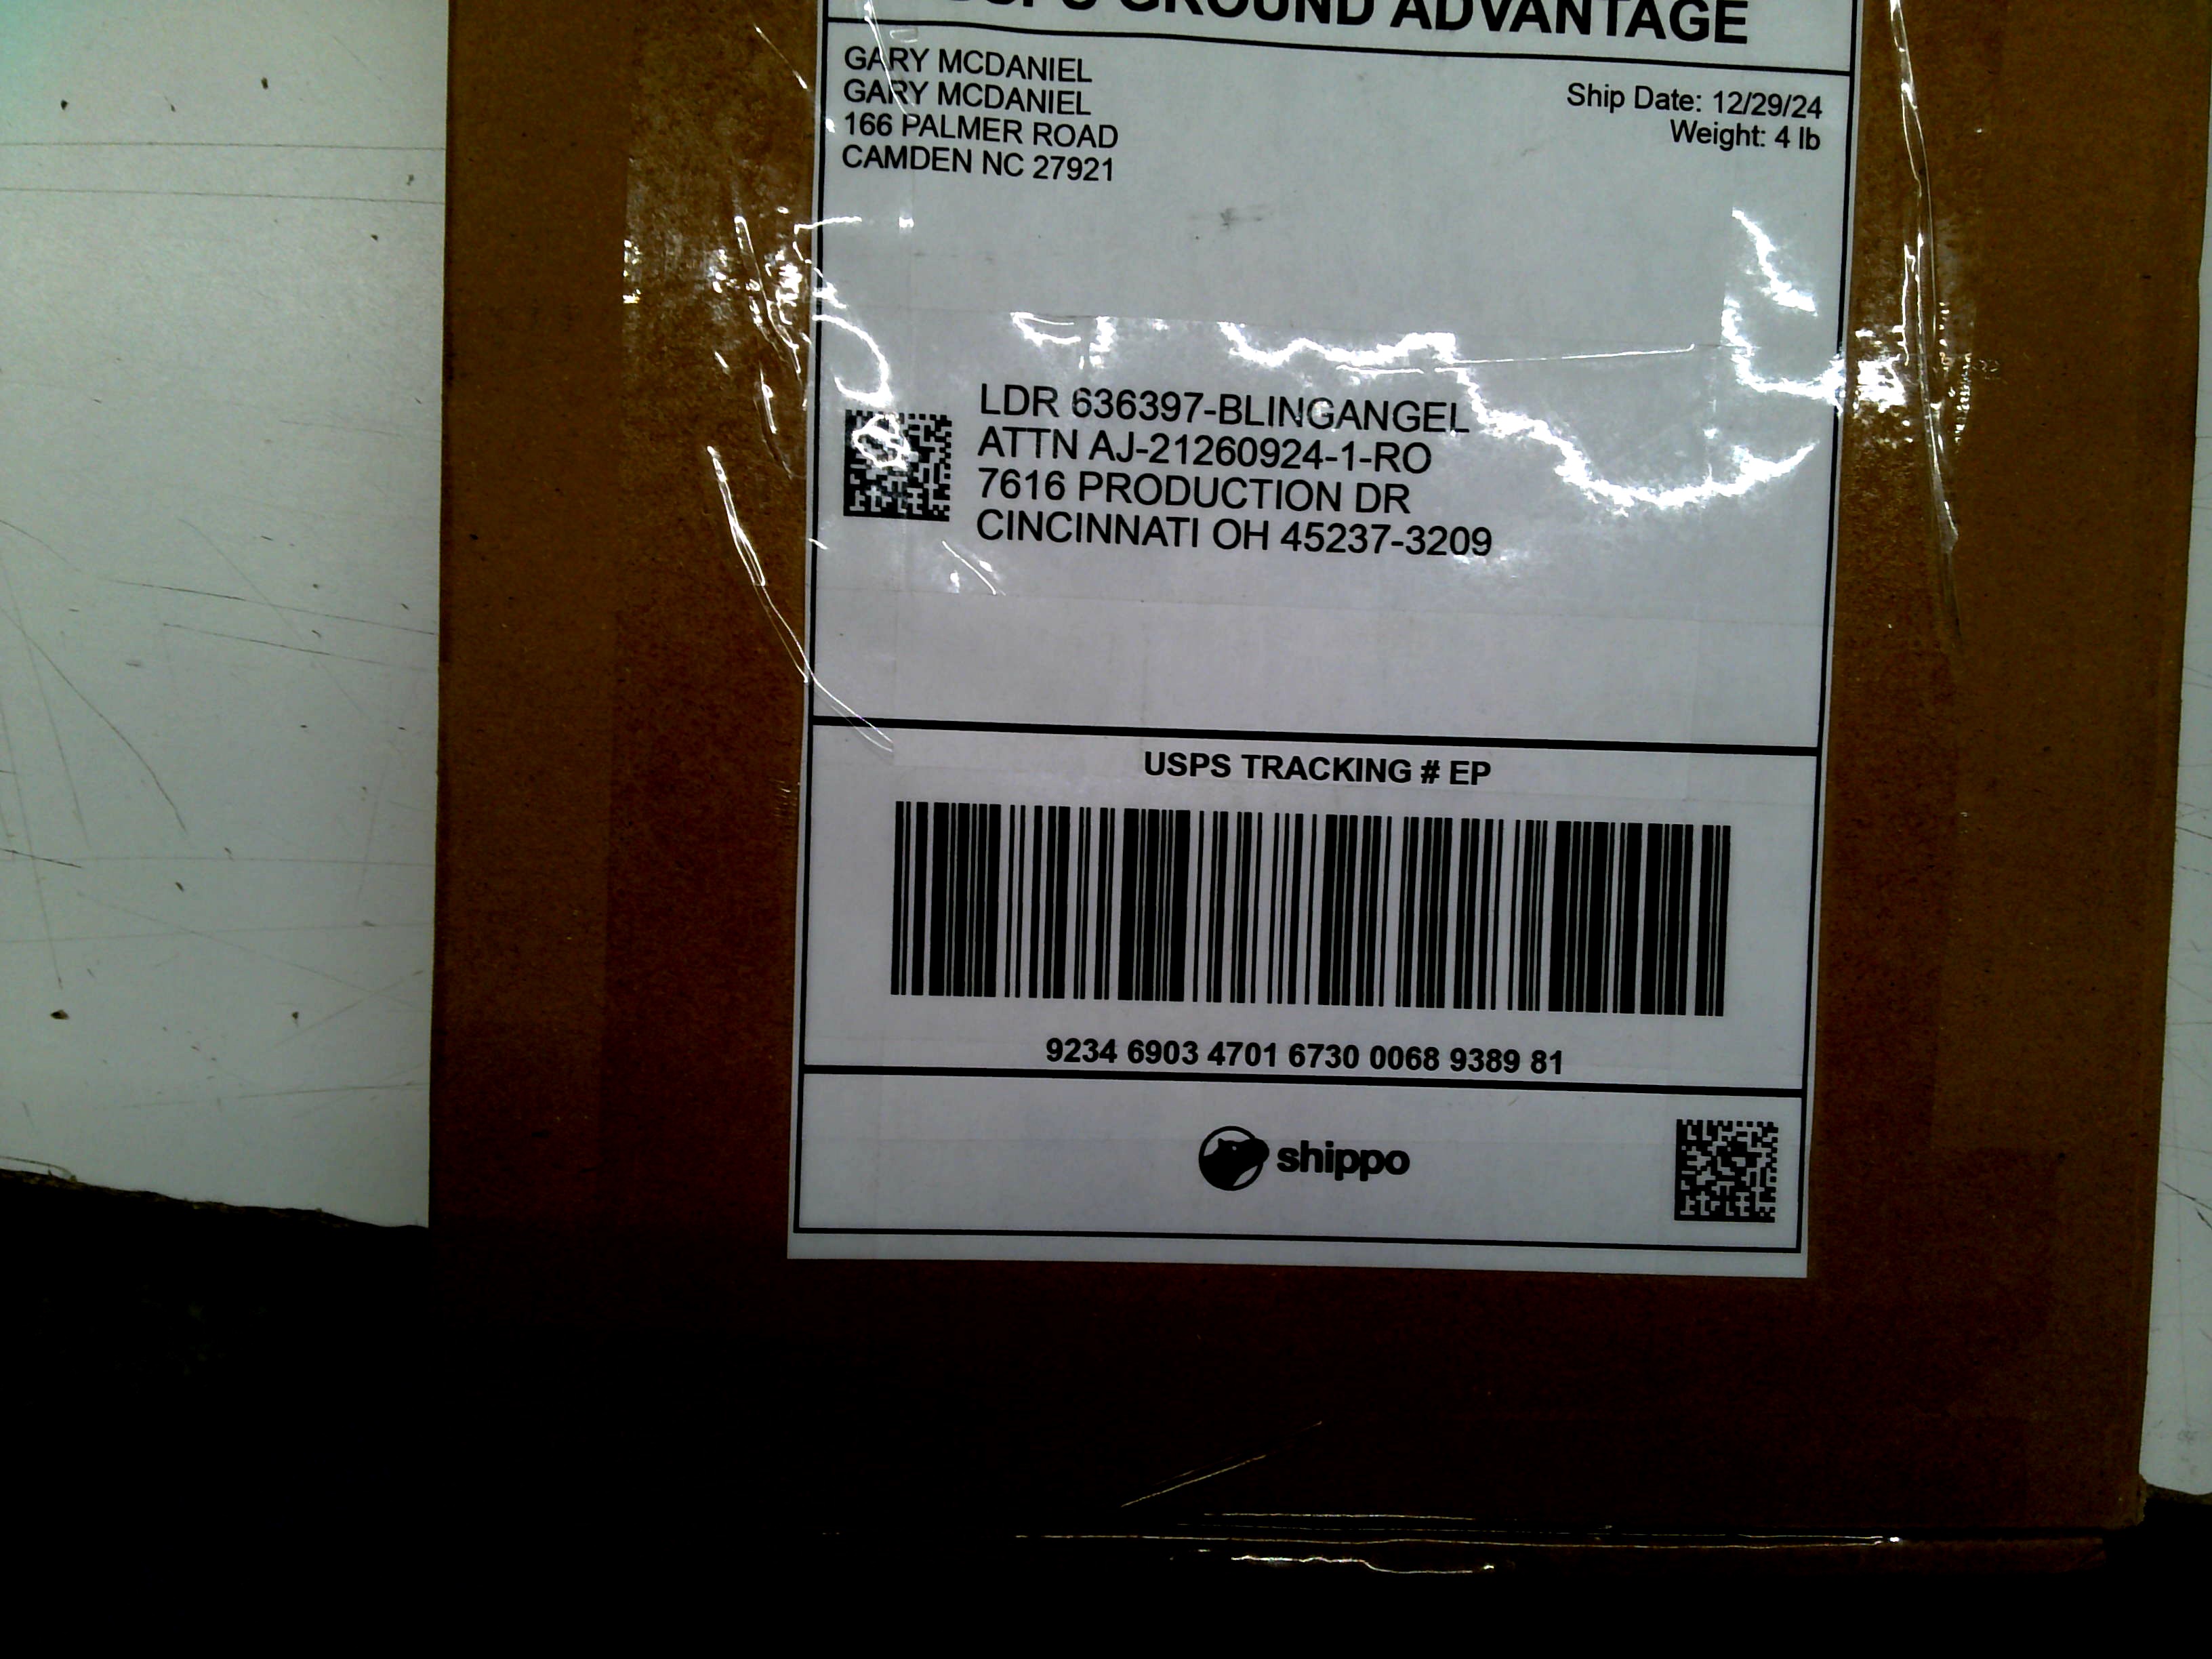 GROUND ADVANTAGE
GARY MCDANIEL
GARY MCDANIEL
166 PALMER ROAD
CAMDEN NC 27921
Ship Date: 12/29/24
Weight: 4 lb
LDR 636397-BLINGANGEL
ATTN AJ-21260924-1-RO
7616 PRODUCTION DR
CINCINNATI OH 45237-3209
USPS TRACKING # EP
9234 6903 4701 6730 0068 9389 81
shippo